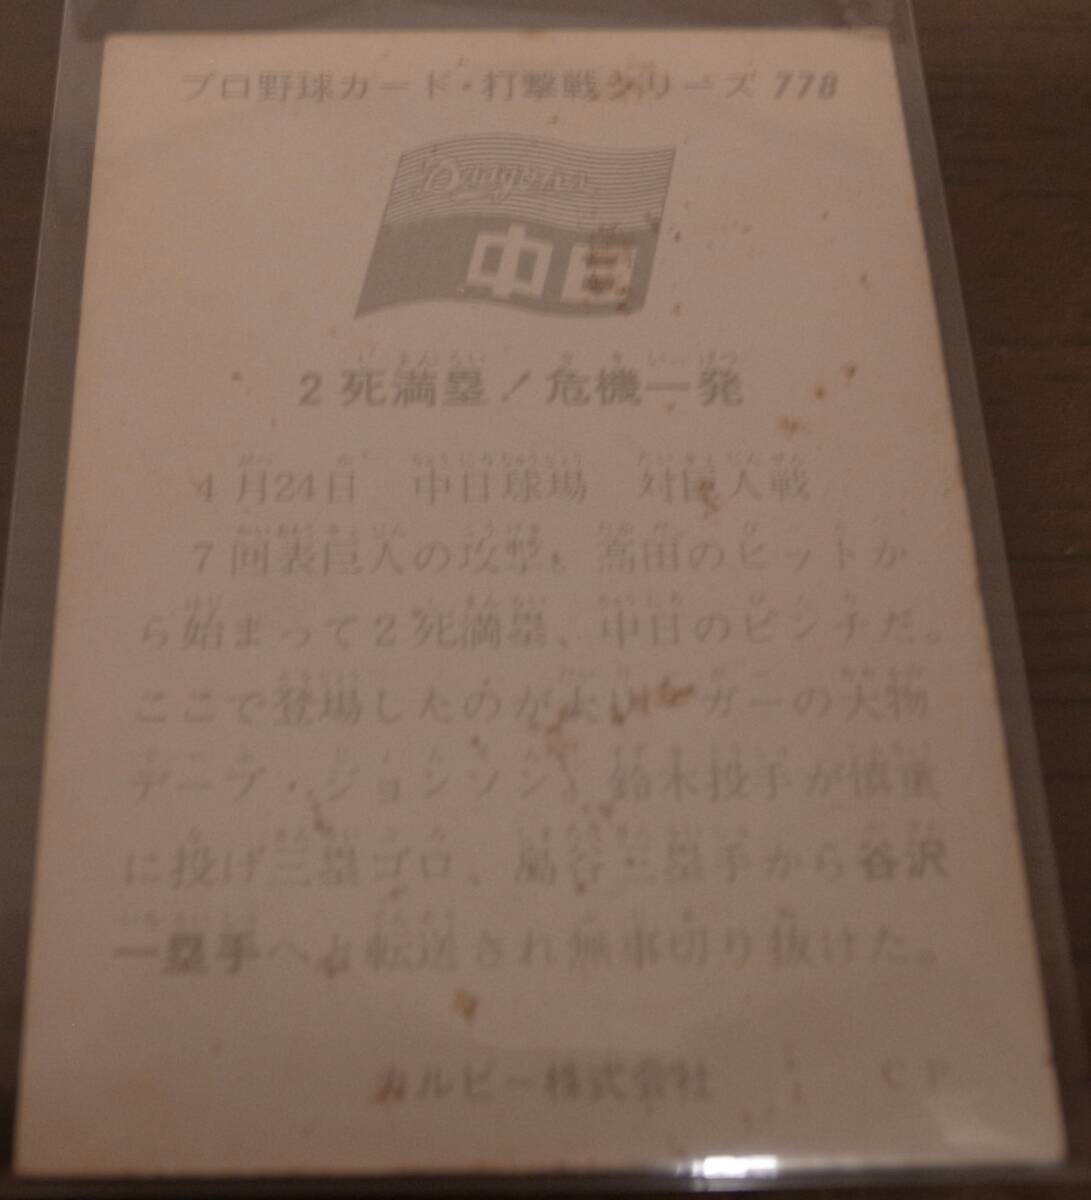 プロ野球カード・打撃戦シリーズ 778
Dragons
中日
2死満塁!危機一発
4月24日 中日球場 対巨人戦
7回表巨人の攻撃、高田のヒットか
ら始まって2死満塁、中日のピンチだ。
ここで登場したのが大リーガーの大物
デーブ・ジョンソン。鈴木投手が慎重
に投げ三塁ゴロ、島谷三塁手から谷沢
一塁手へと転送され無事切り抜けた。
カルビー株式会社 CP